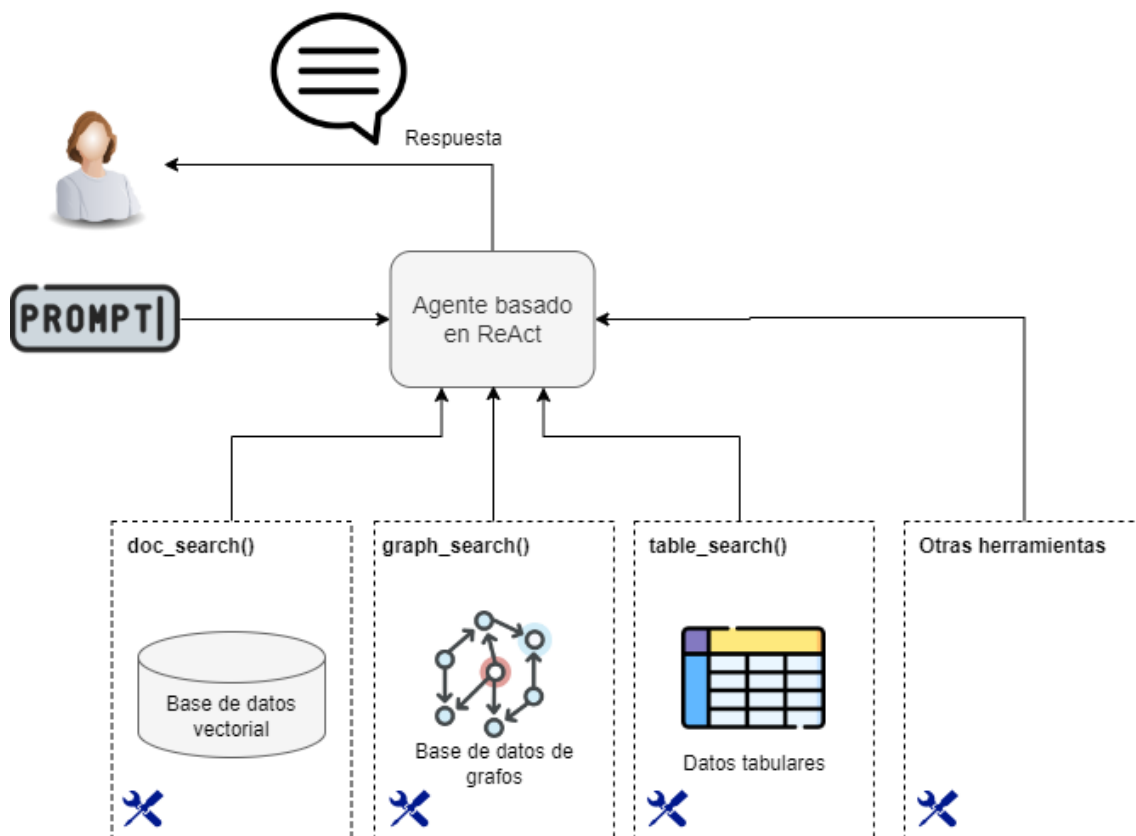 Respuesta
PROMPT
Agente basado
en ReAct
doc_search()
graph_search()
table_search()
Otras herramientas
Base de datos
vectorial
Base de datos de
grafos
Datos tabulares